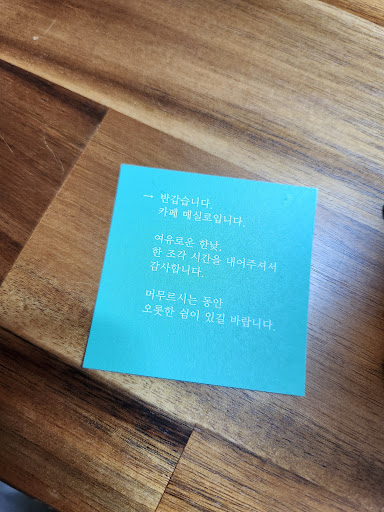 → 반갑습니다.
카페 매실로입니다.
여유로운 한낮,
한 조각 시간을 내어주셔서
감사합니다.
머무르시는 동안
오롯한 쉼이 있길 바랍니다.